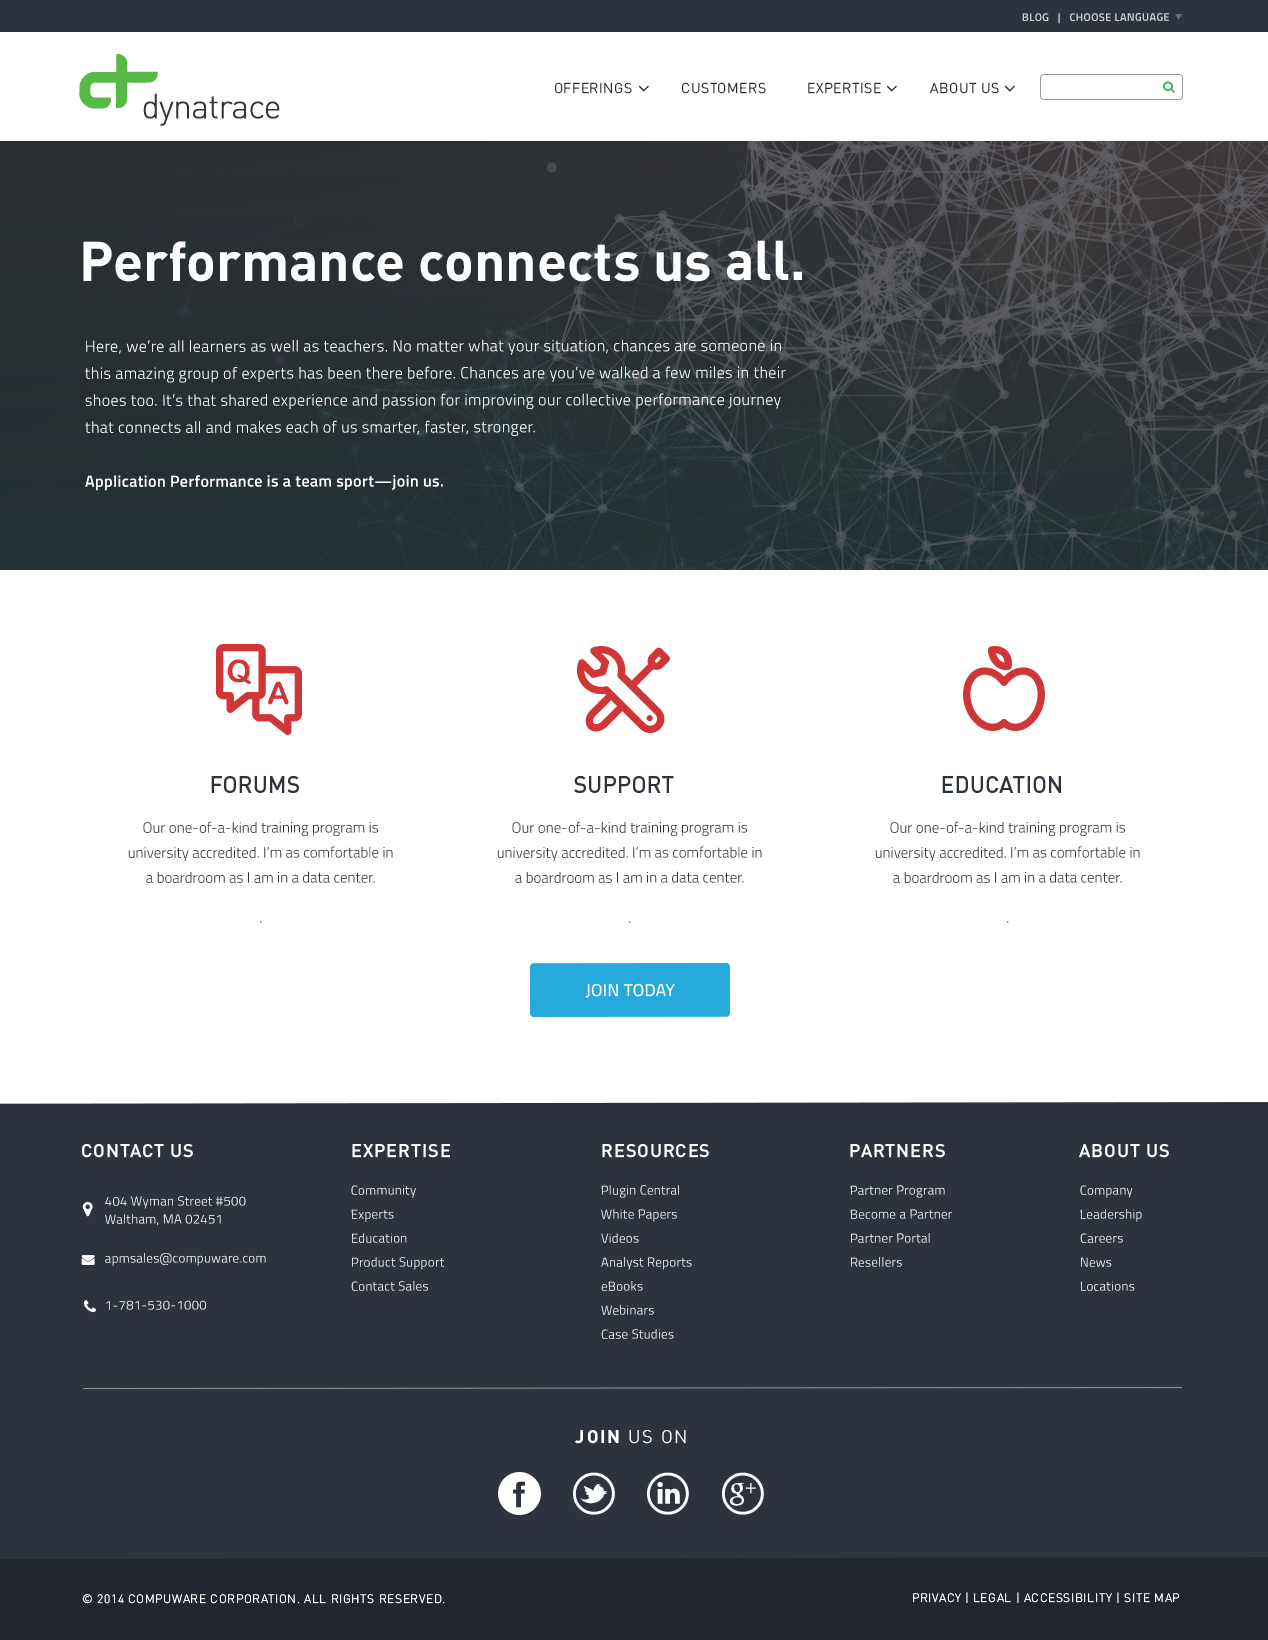 BLOG | CHOOSE LANGUAGE
dynatrace
OFFERINGS CUSTOMERS EXPERTISE ABOUT US
Performance connects us all.
Here, we’re all learners as well as teachers. No matter what your situation, chances are someone in
this amazing group of experts has been there before. Chances are you’ve walked a few miles in their
shoes too. It’s that shared experience and passion for improving our collective performance journey
that connects all and makes each of us smarter, faster, stronger.
Application Performance is a team sport—join us.
Q
A
FORUMS
Our one-of-a-kind training program is
university accredited. I’m as comfortable in
a boardroom as I am in a data center.
.
SUPPORT
Our one-of-a-kind training program is
university accredited. I’m as comfortable in
a boardroom as I am in a data center.
.
EDUCATION
Our one-of-a-kind training program is
university accredited. I’m as comfortable in
a boardroom as I am in a data center.
.
JOIN TODAY
CONTACT US
404 Wyman Street #500
Waltham, MA 02451
apmsales@compuware.com
1-781-530-1000
EXPERTISE
Community
Experts
Education
Product Support
Contact Sales
RESOURCES
Plugin Central
White Papers
Videos
Analyst Reports
eBooks
Webinars
Case Studies
PARTNERS
Partner Program
Become a Partner
Partner Portal
Resellers
ABOUT US
Company
Leadership
Careers
News
Locations
JOIN US ON
f in g+
© 2014 COMPUWARE CORPORATION. ALL RIGHTS RESERVED.
PRIVACY | LEGAL | ACCESSIBILITY | SITE MAP